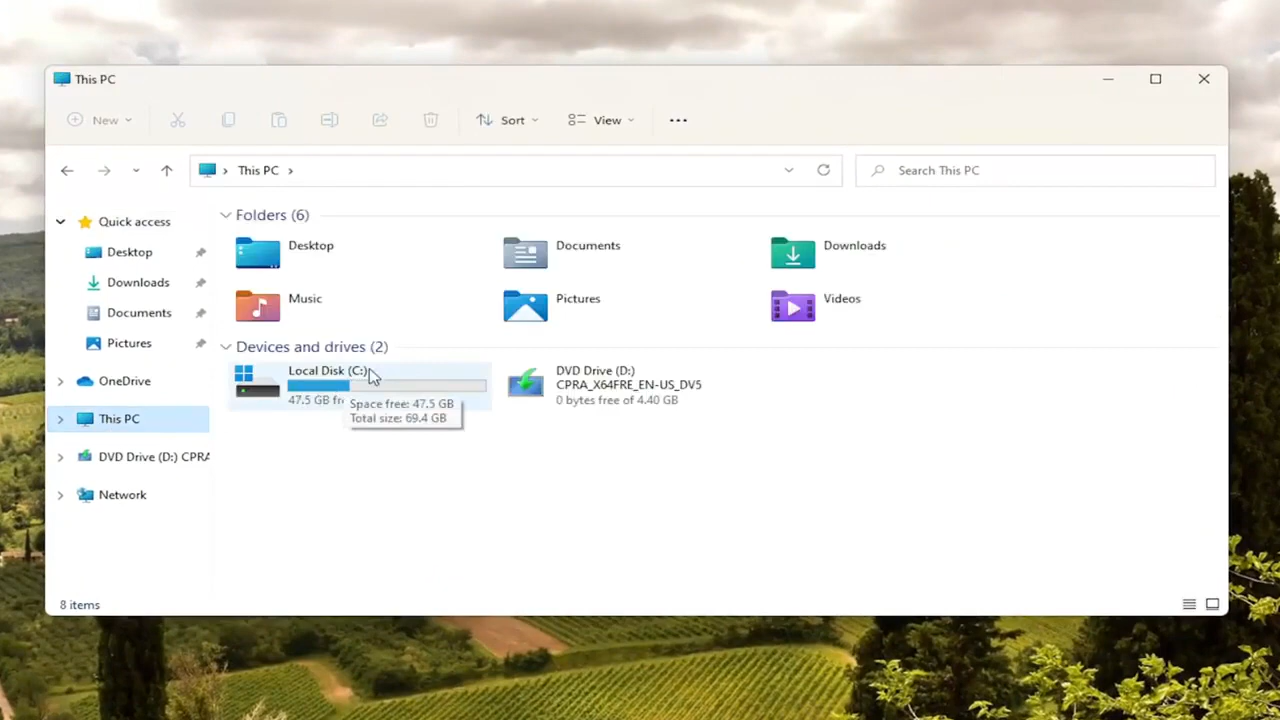 This PC
New
Sort
View
This PC
Search This PC
Quick access
Desktop
Downloads
Documents
Pictures
OneDrive
This PC
DVD Drive (D:) CPRA
Network
Folders (6)
Desktop
Documents
Downloads
Music
Pictures
Videos
Devices and drives (2)
Local Disk (C:)
47.5 GB
Space free: 47.5 GB
Total size: 69.4 GB
DVD Drive (D:)
CPRA_X64FRE_EN-US_DV5
0 bytes free of 4.40 GB
8 items